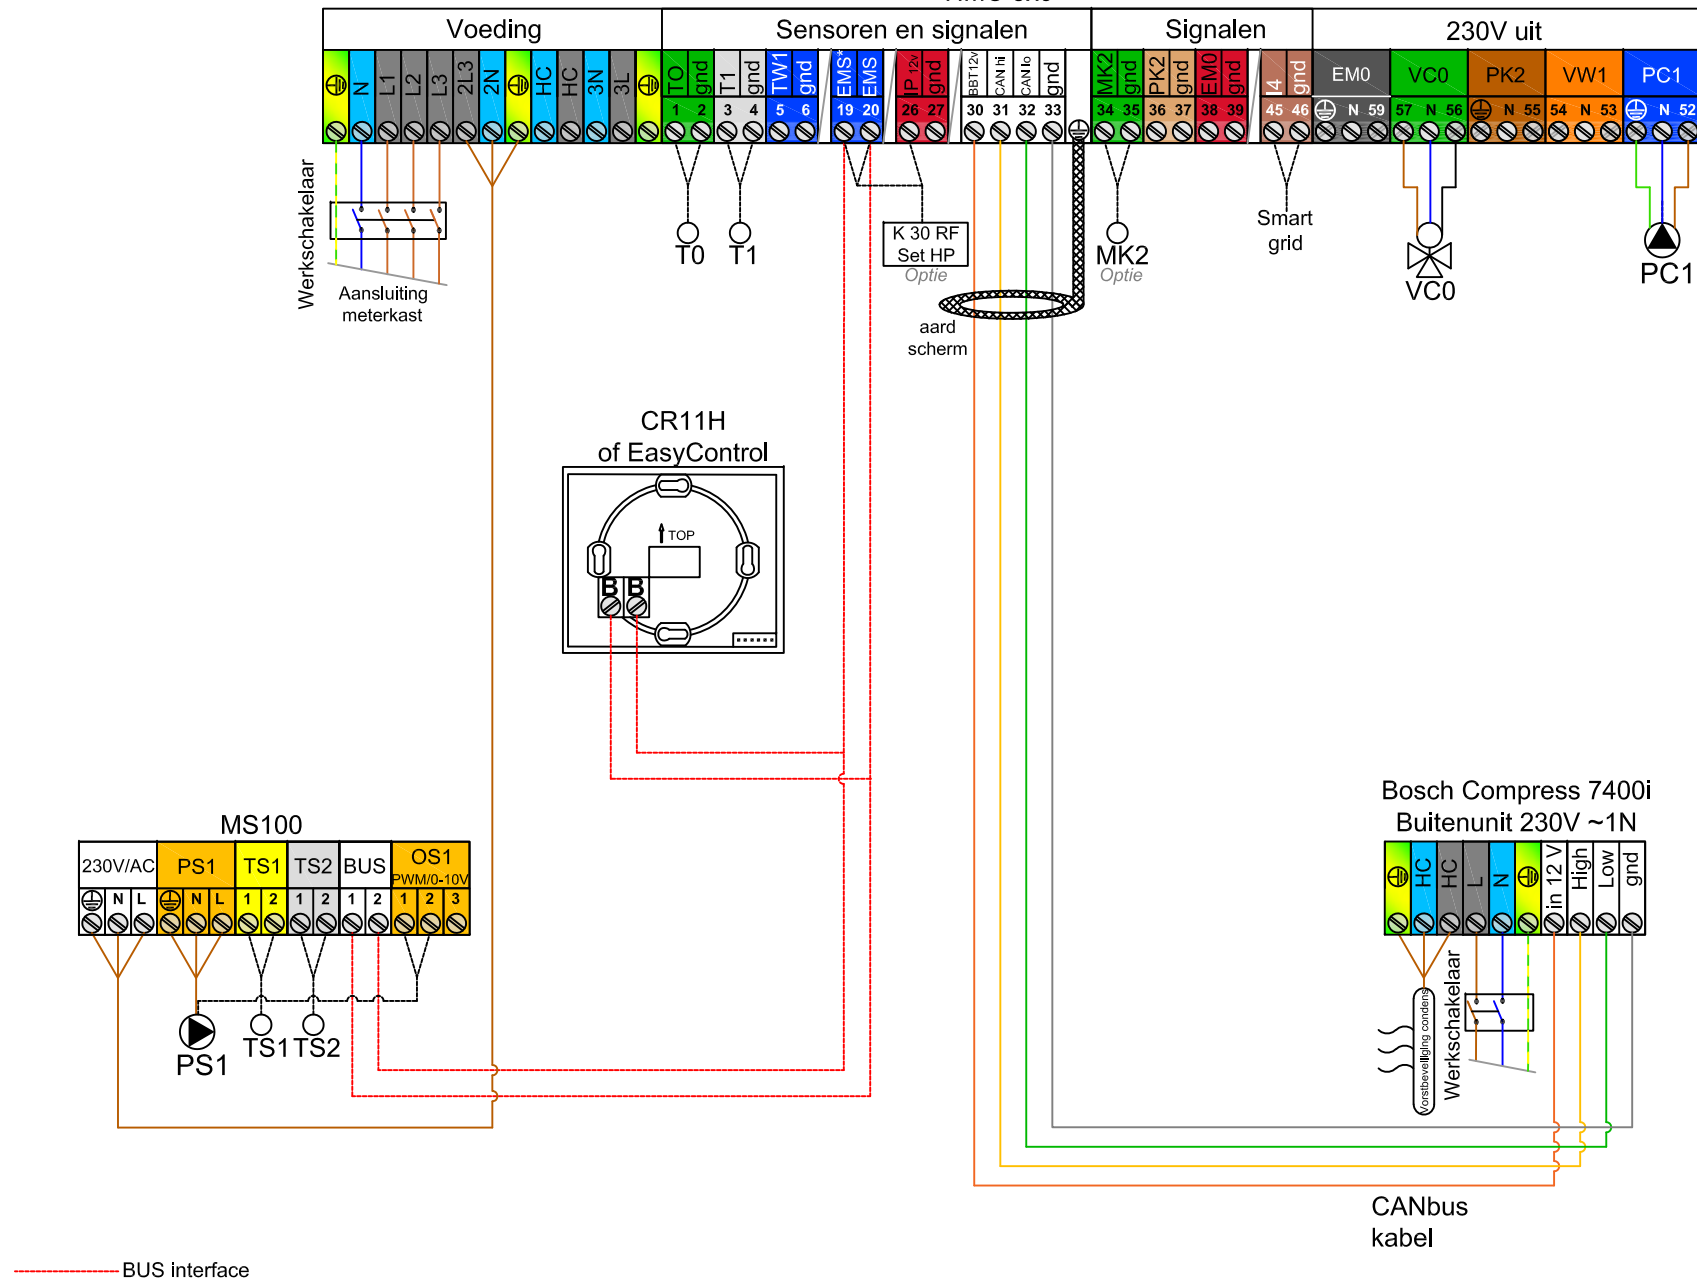 Voeding
Sensoren en signalen
Signalen
230V uit
N L1 L2 L3 2L3 2N HC HC 3N 3L
TO gnd T1 gnd TW1 gnd EMS* EMS IP 12v gnd BBT12v CAN hi CAN lo gnd
MK2 gnd PK2 gnd EM0 gnd I4 gnd
EM0 VC0 PK2 VW1 PC1
1 2 3 4 5 6 19 20 26 27 30 31 32 33
34 35 36 37 38 39 45 46
N 59 57 N 56 N 55 54 N 53 N 52
Werkschakelaar
Aansluiting
meterkast
T0
T1
K 30 RF
Set HP
Optie
aard
scherm
MK2
Optie
Smart
grid
VC0
PC1
CR11H
of EasyControl
TOP
B B
MS100
230V/AC PS1 TS1 TS2 BUS OS1
PWM/0-10V
N L N L 1 2 1 2 1 2 1 2 3
PS1
TS1
TS2
Bosch Compress 7400i
Buitenunit 230V ~1N
HC HC L N in 12 V High Low gnd
Vorstbeveiliging condens
Werkschakelaar
CANbus
kabel
BUS interface